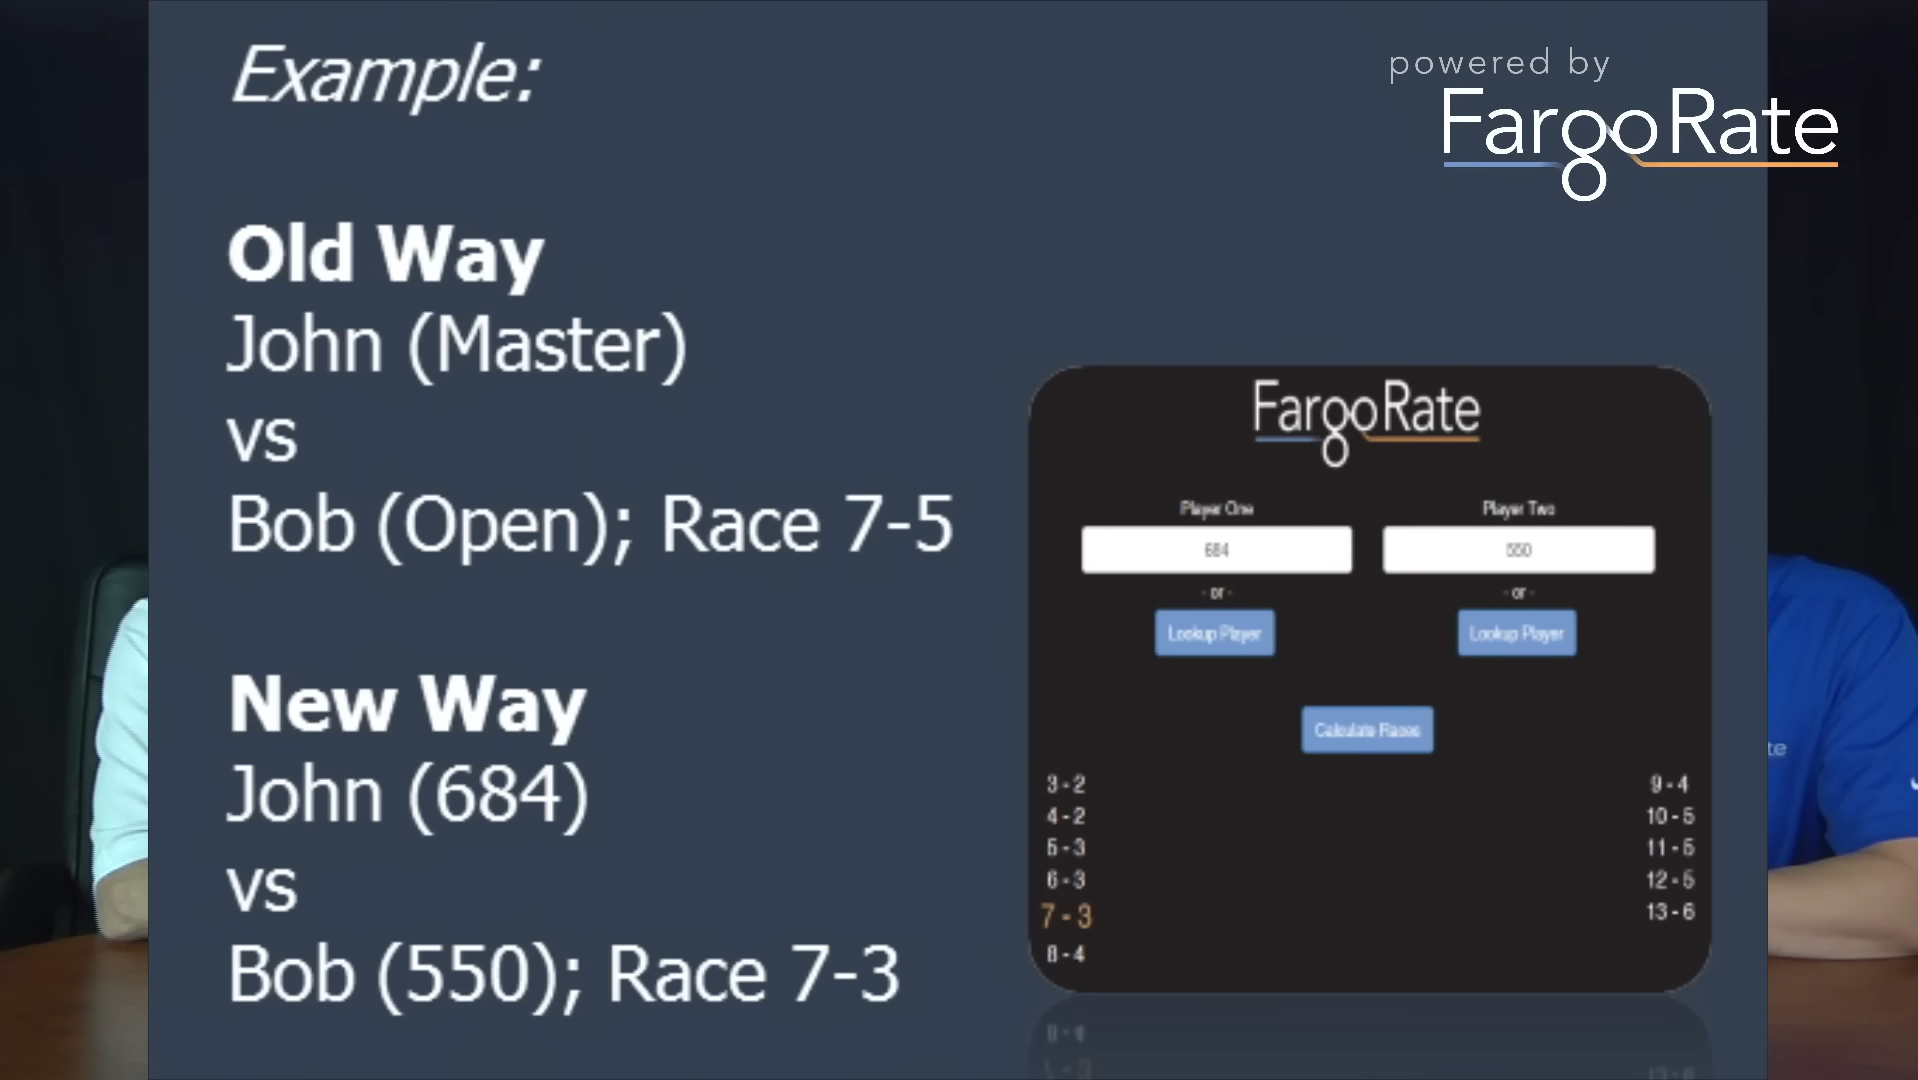 Example:
powered by
FargoRate
Old Way
John (Master)
vs
Bob (Open); Race 7-5
New Way
John (684)
vs
Bob (550); Race 7-3
FargoRate
Player One
Player Two
684
550
- or -
- or -
Lookup Player
Lookup Player
Calculate Races
3 - 2
4 - 2
5 - 3
6 - 3
7 - 3
8 - 4
9 - 4
10 - 5
11 - 5
12 - 5
13 - 6
te